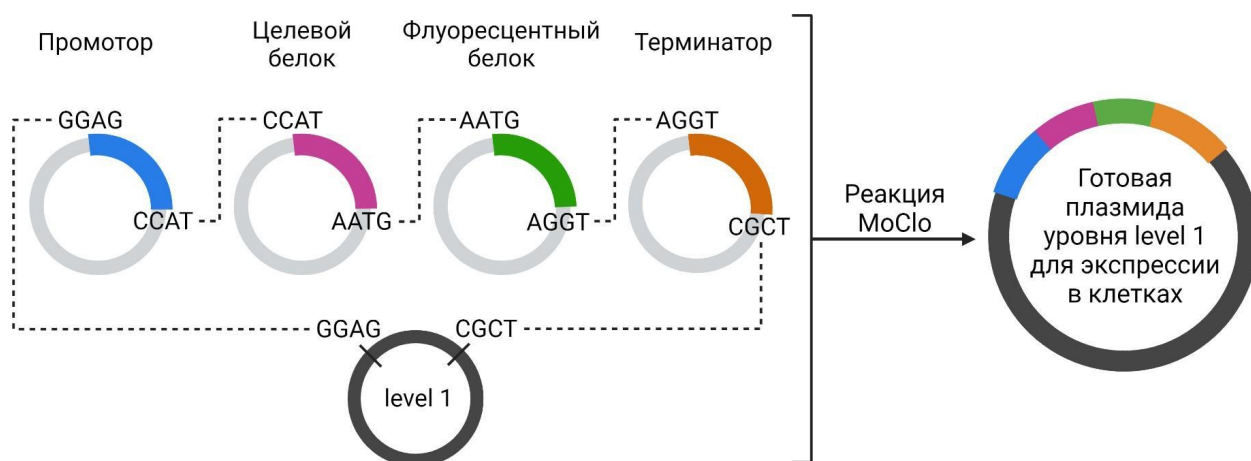 Промотор
Целевой
белок
Флуоресцентный
белок
Терминатор
GGAG
CCAT
AATG
AGGT
CCAT
AATG
AGGT
CGCT
GGAG
CGCT
level 1
Реакция
MoClo
Готовая
плазмида
уровня level 1
для экспрессии
в клетках